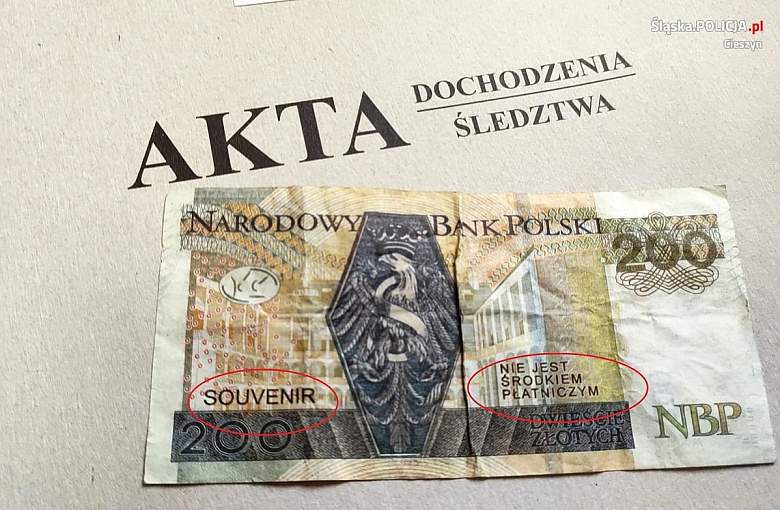 Śląska.POLICJA.pl
Cieszyn
AKTA
DOCHODZENIA
ŚLEDZTWA
NARODOWY BANK POLSKI
200
SOUVENIR
NIE JEST
ŚRODKIEM
PŁATNICZYM
200
DWIEŚCIE
ZŁOTYCH
NBP